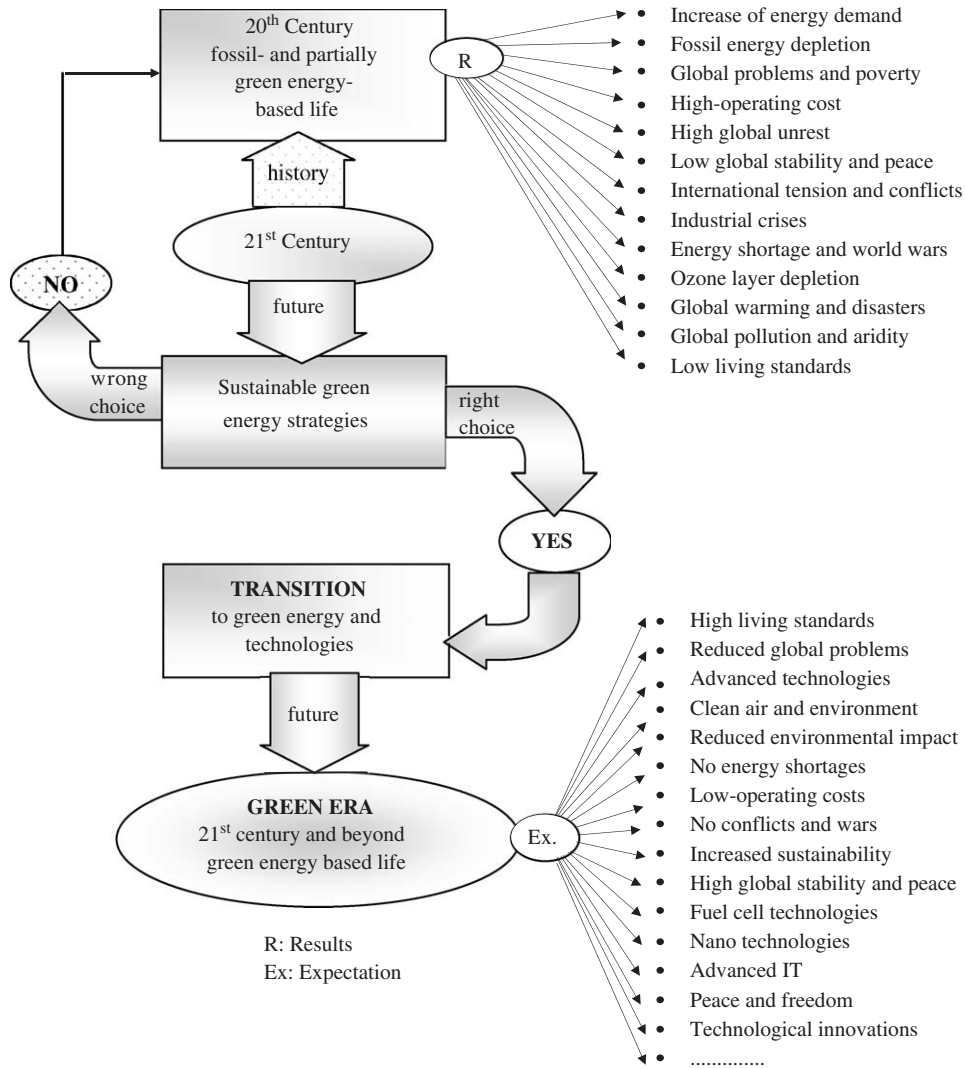 20th Century
fossil- and partially
green energy-
based life
R
• Increase of energy demand
• Fossil energy depletion
• Global problems and poverty
• High-operating cost
• High global unrest
• Low global stability and peace
• International tension and conflicts
• Industrial crises
• Energy shortage and world wars
• Ozone layer depletion
• Global warming and disasters
• Global pollution and aridity
• Low living standards
history
21st Century
future
NO
wrong
choice
Sustainable green
energy strategies
right
choice
YES
TRANSITION
to green energy and
technologies
future
GREEN ERA
21st century and beyond
green energy based life
Ex.
• High living standards
• Reduced global problems
• Advanced technologies
• Clean air and environment
• Reduced environmental impact
• No energy shortages
• Low-operating costs
• No conflicts and wars
• Increased sustainability
• High global stability and peace
• Fuel cell technologies
• Nano technologies
• Advanced IT
• Peace and freedom
• Technological innovations
• ..............
R: Results
Ex: Expectation